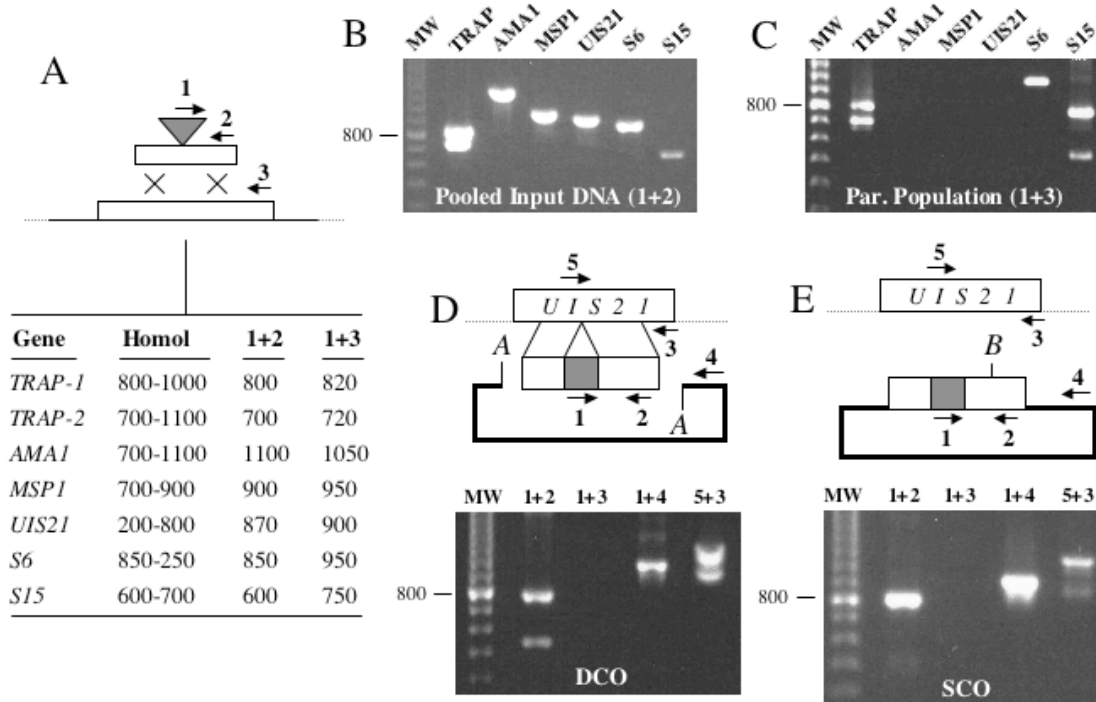 A
1
2
3
Gene Homol 1+2 1+3
TRAP-1 800-1000 800 820
TRAP-2 700-1100 700 720
AMA1 700-1100 1100 1050
MSP1 700-900 900 950
UIS21 200-800 870 900
S6 850-250 850 950
S15 600-700 600 750
B
MW TRAP AMA1 MSP1 UIS21 S6 S15
800
Pooled Input DNA (1+2)
C
MW TRAP AMA1 MSP1 UIS21 S6 S15
800
Par. Population (1+3)
D
5
UIS21
3
A
4
1 2
A
MW 1+2 1+3 1+4 5+3
800
DCO
E
5
UIS21
3
B
4
1 2
MW 1+2 1+3 1+4 5+3
800
SCO